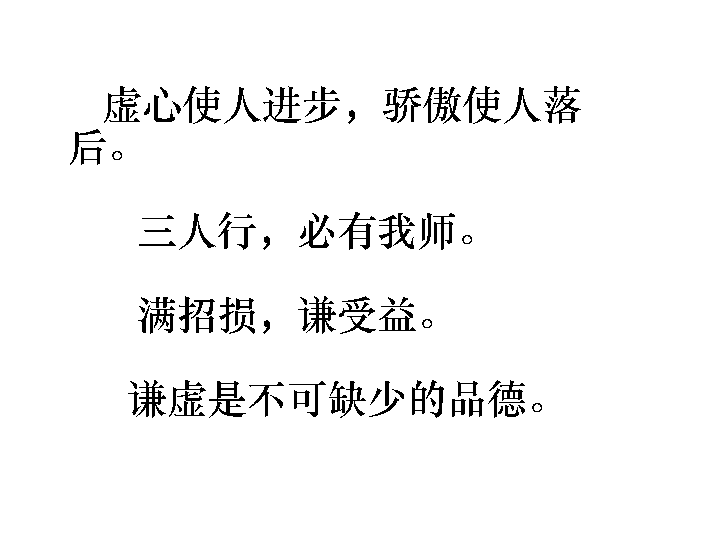 虚心使人进步，骄傲使人落
后。
三人行，必有我师。
满招损，谦受益。
谦虚是不可缺少的品德。